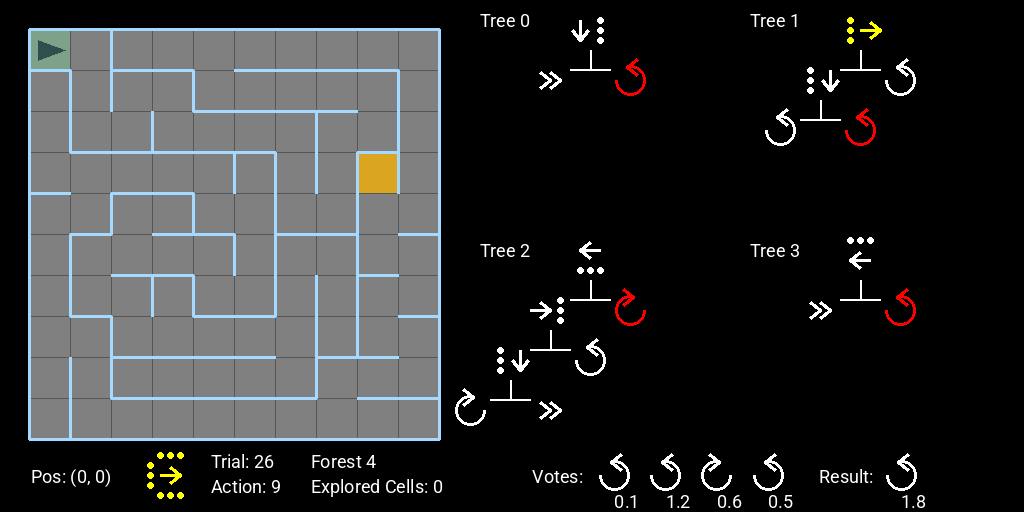 Tree 0
Tree 1
Tree 2
Tree 3
Pos: (0, 0)
Trial: 26
Forest 4
Action: 9
Explored Cells: 0
Votes:
0.1
1.2
0.6
0.5
Result:
1.8